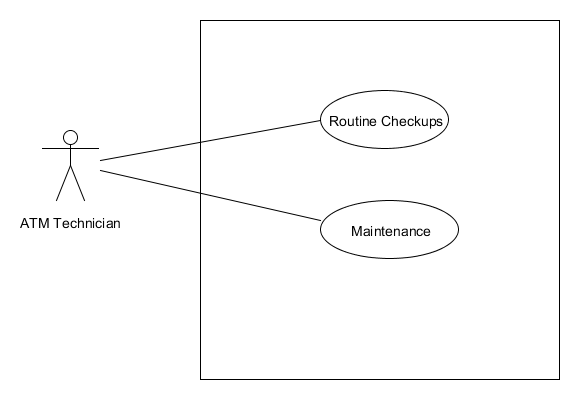 Routine Checkups
ATM Technician
Maintenance